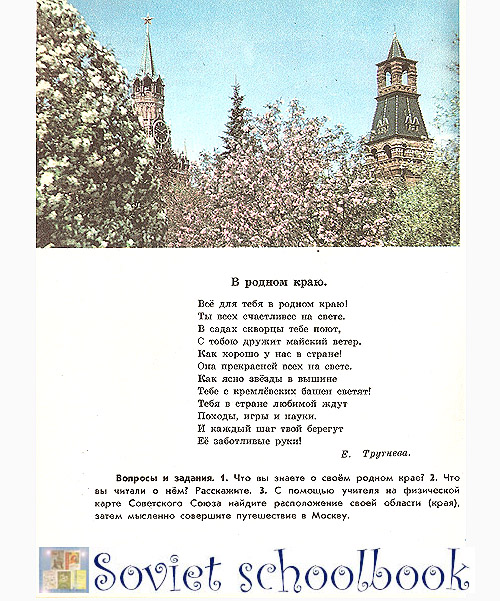 В родном краю.
Всё для тебя в родном краю!
Ты всех счастливее на свете.
В садах скворцы тебе поют,
С тобою дружит майский ветер.
Как хорошо у нас в стране!
Она прекрасней всех на свете.
Как ясно звёзды в вышине
Тебе с кремлёвских башен светят!
Тебя в стране любимой ждут
Походы, игры и науки.
И каждый шаг твой берегут
Её заботливые руки!
Е. Трутнева.
Вопросы и задания. 1. Что вы знаете о своём родном крае? 2. Что
вы читали о нём? Расскажите. 3. С помощью учителя на физической
карте Советского Союза найдите расположение своей области (края),
затем мысленно совершите путешествие в Москву.
Soviet schoolbook